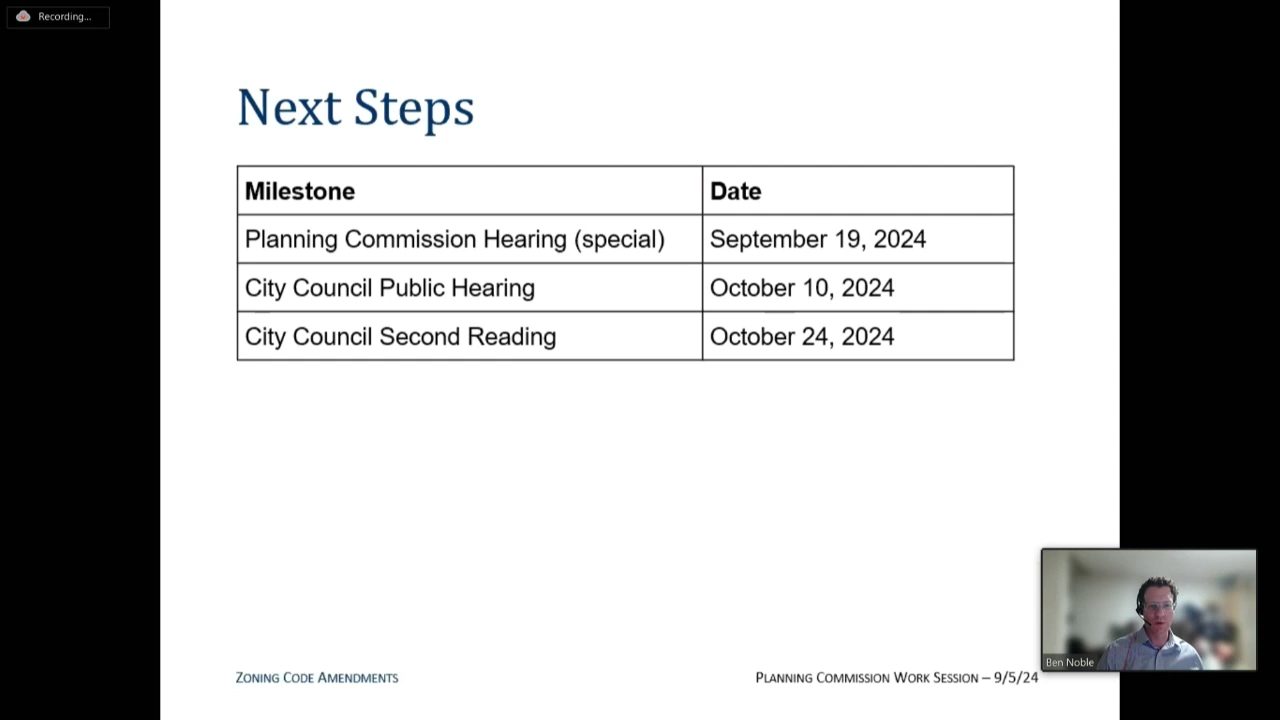 Recording...
Next Steps
Milestone Date
Planning Commission Hearing (special) September 19, 2024
City Council Public Hearing October 10, 2024
City Council Second Reading October 24, 2024
Ben Noble
Zoning Code Amendments Planning Commission Work Session – 9/5/24